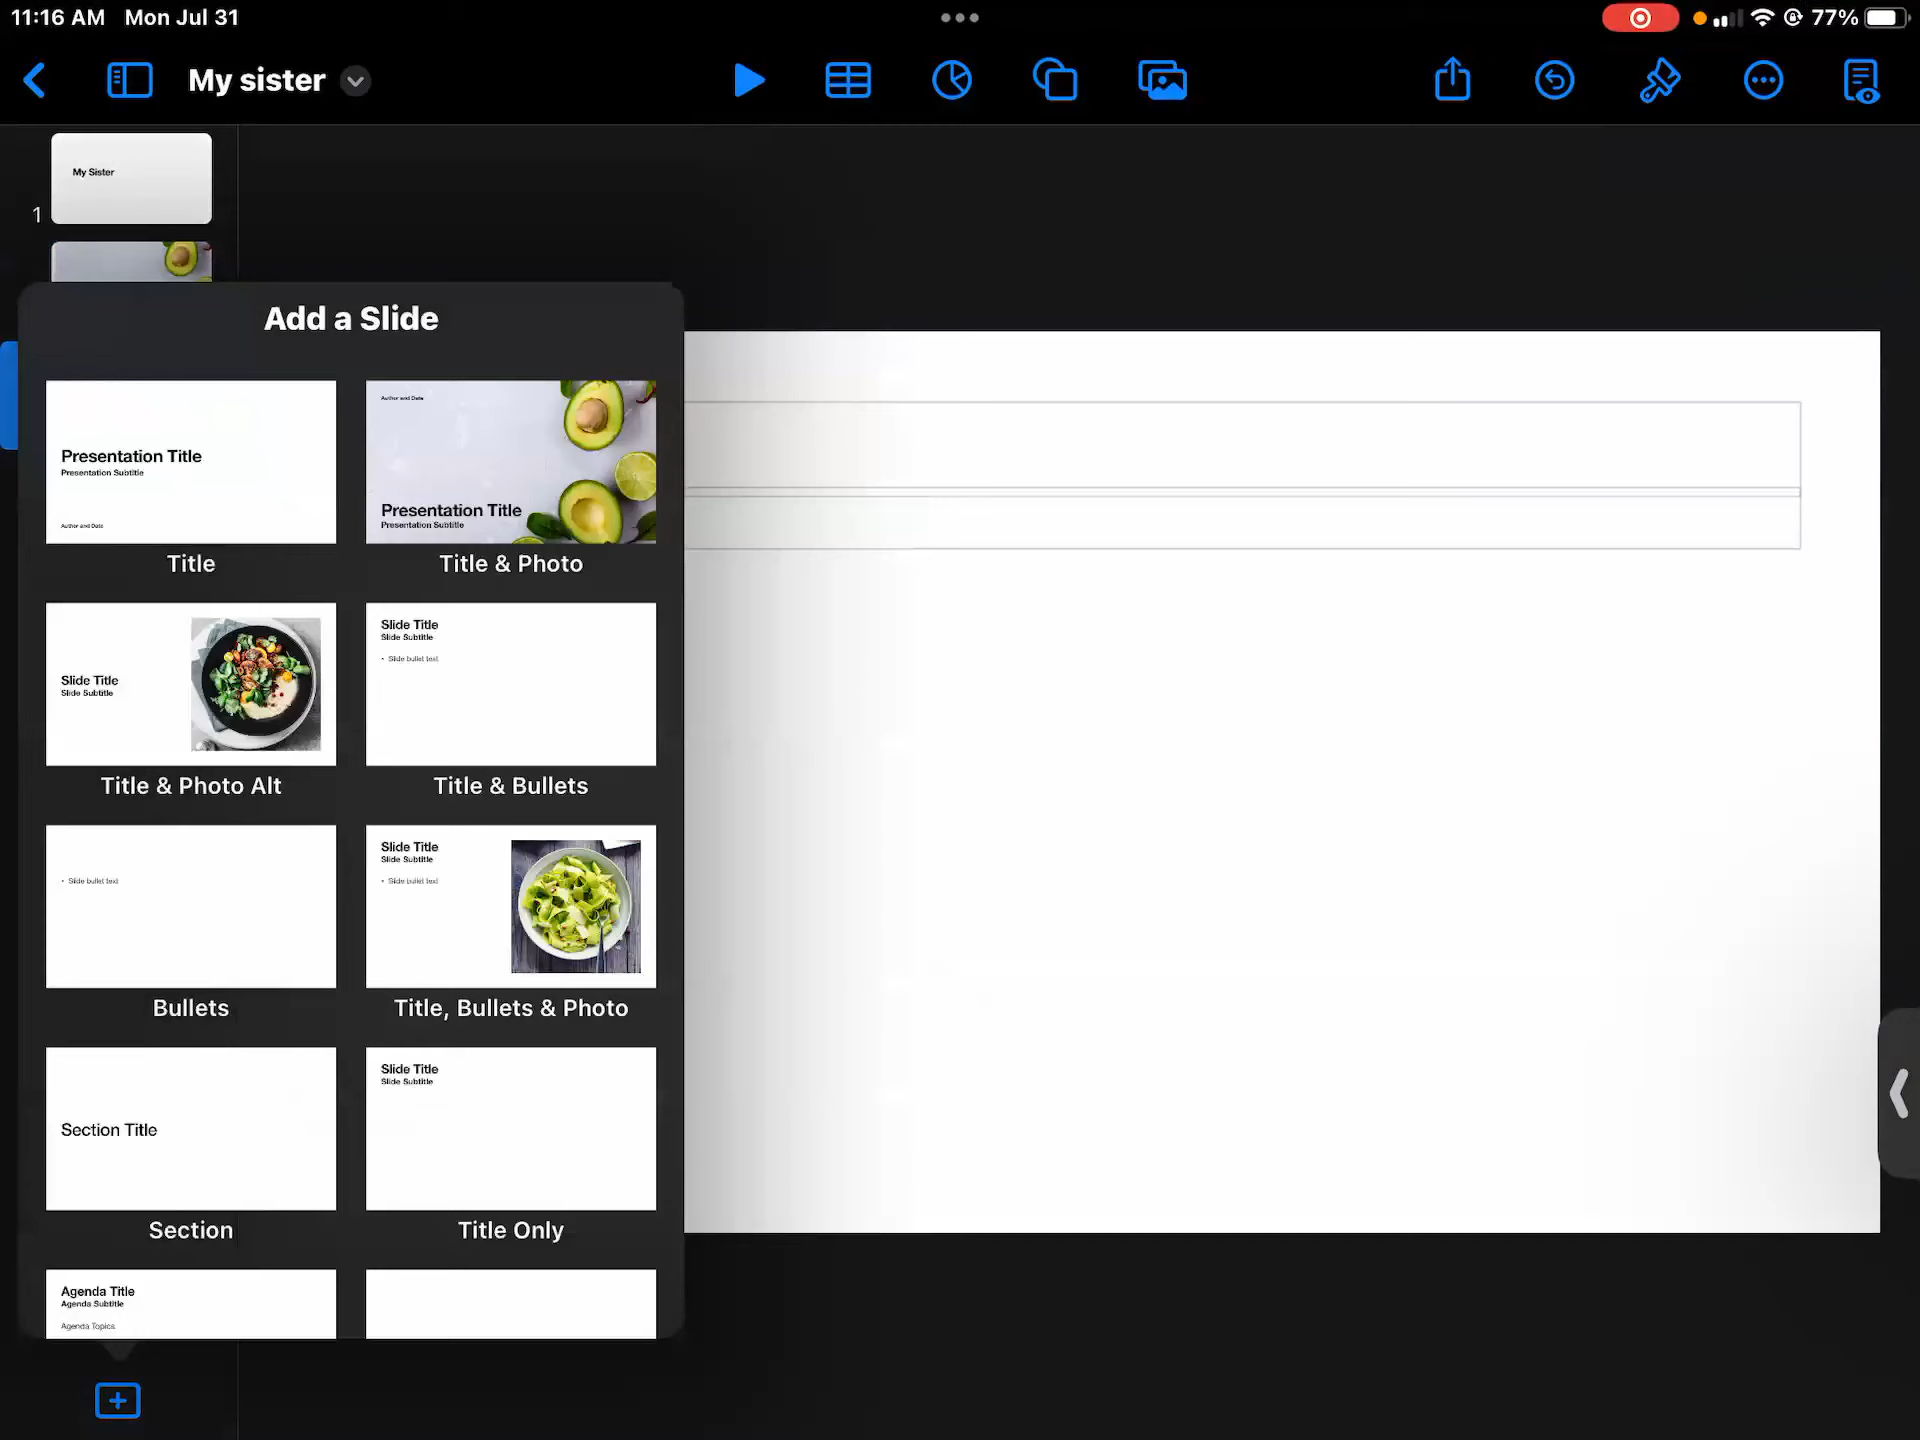 11:16 AM Mon Jul 31
77%
My sister
My Sister
1
Add a Slide
Presentation Title
Presentation Subtitle
Author and Date
Title
Author and Date
Presentation Title
Presentation Subtitle
Title & Photo
Slide Title
Slide Subtitle
Title & Photo Alt
Slide Title
Slide Subtitle
• Slide bullet text
Title & Bullets
• Slide bullet text
Bullets
Slide Title
Slide Subtitle
• Slide bullet text
Title, Bullets & Photo
Section Title
Section
Slide Title
Slide Subtitle
Title Only
Agenda Title
Agenda Subtitle
Agenda Topics